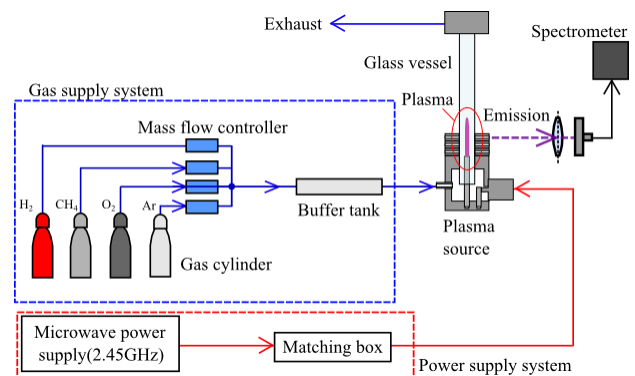 Exhaust
Spectrometer
Glass vessel
Gas supply system
Plasma
Emission
Mass flow controller
H₂
CH₄
O₂
Ar
Buffer tank
Plasma
source
Gas cylinder
Microwave power
supply(2.45GHz)
Matching box
Power supply system